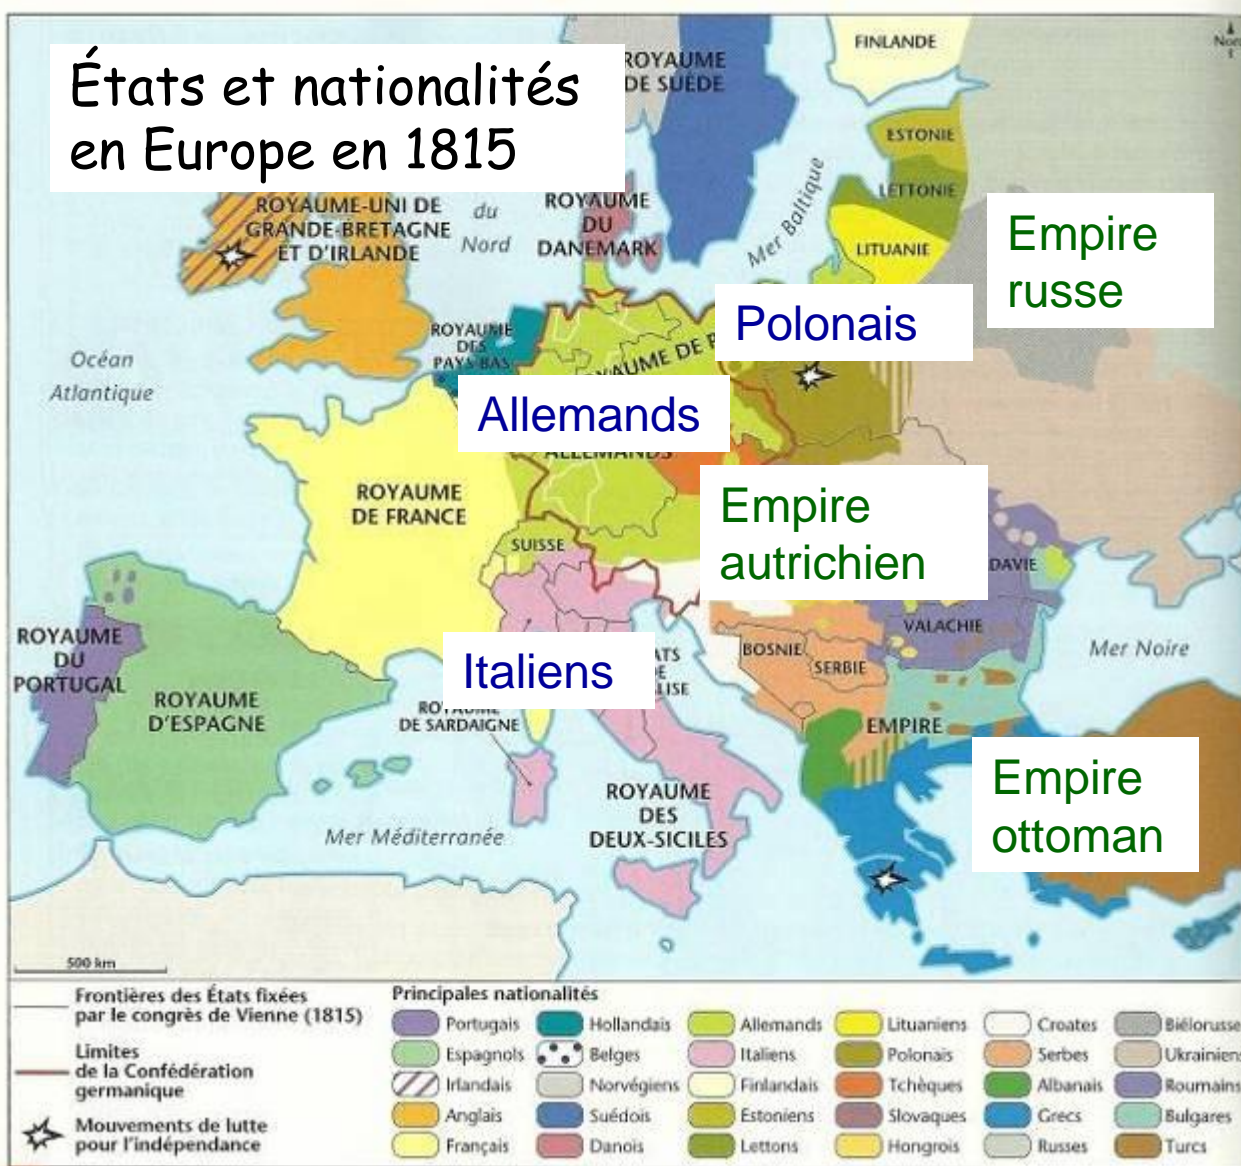 États et nationalités
en Europe en 1815
ROYAUME
DE SUÈDE
FINLANDE
ESTONIE
LETTONIE
LITUANIE
Mer Baltique
ROYAUME-UNI DE
GRANDE-BRETAGNE
ET D'IRLANDE
du
Nord
ROYAUME
DU
DANEMARK
Empire
russe
Polonais
ROYAUME
DES
PAYS-BAS
Océan
Atlantique
Allemands
ALLEMANDS
Empire
autrichien
ROYAUME
DE FRANCE
SUISSE
DAVIE
VALACHIE
Mer Noire
BOSNIE
SERBIE
ROYAUME
DU
PORTUGAL
ROYAUME
D'ESPAGNE
Italiens
DE SARDAIGNE
EMPIRE
Empire
ottoman
ROYAUME
DES
DEUX-SICILES
Mer Méditerranée
500 km
Frontières des États fixées
par le congrès de Vienne (1815)
Limites
de la Confédération
germanique
Mouvements de lutte
pour l'indépendance
Principales nationalités
Portugais
Espagnols
Irlandais
Anglais
Français
Hollandais
Belges
Norvégiens
Suédois
Danois
Allemands
Italiens
Finlandais
Estoniens
Lettons
Lituaniens
Polonais
Tchèques
Slovaques
Hongrois
Croates
Serbes
Albanais
Grecs
Russes
Biélorusse
Ukrainiens
Roumains
Bulgares
Turcs